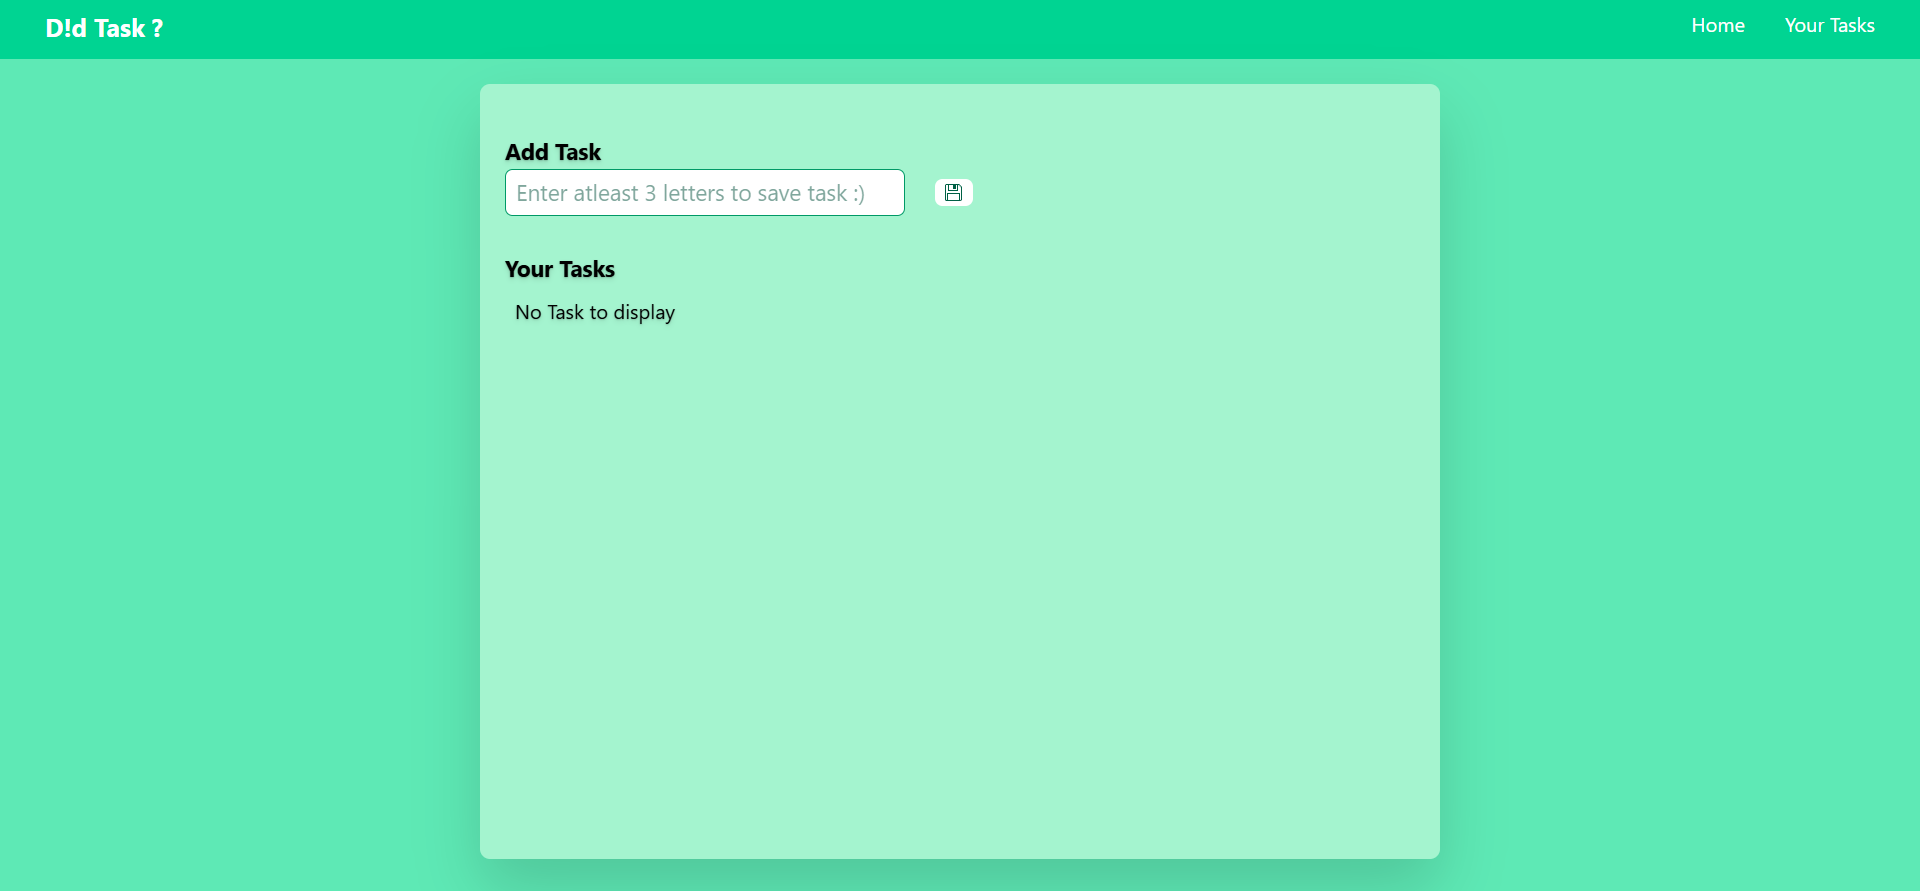 D!d Task ?
Home
Your Tasks
Add Task
Enter atleast 3 letters to save task :)
Your Tasks
No Task to display